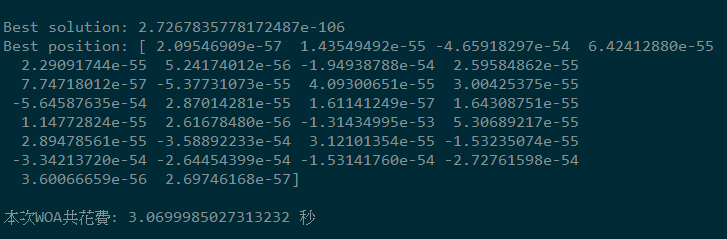 Best solution: 2.7267835778172487e-106
Best position: [ 2.09546909e-57 1.43549492e-55 -4.65918297e-54 6.42412880e-55
2.29091744e-55 5.24174012e-56 -1.94938788e-54 2.59584862e-55
7.74718012e-57 -5.37731073e-55 4.09300651e-55 3.00425375e-55
-5.64587635e-54 2.87014281e-55 1.61141249e-57 1.64308751e-55
1.14772824e-55 2.61678480e-56 -1.31434995e-53 5.30689217e-55
2.89478561e-55 -3.58892233e-54 3.12101354e-55 -1.53235074e-55
-3.34213720e-54 -2.64454399e-54 -1.53141760e-54 -2.72761598e-54
3.60066659e-56 2.69746168e-57]
本次WOA共花費: 3.0699985027313232 秒